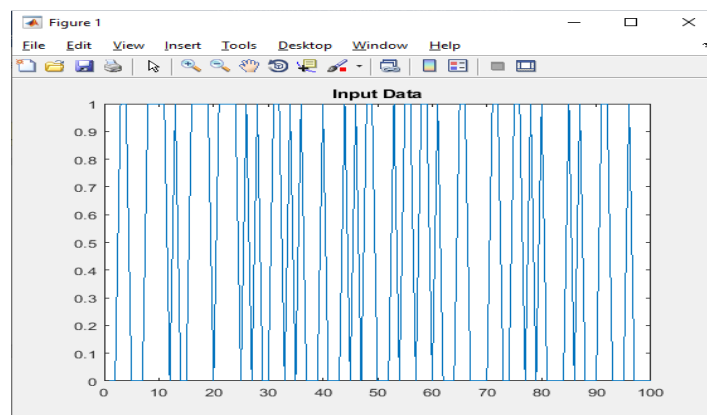 Figure 1
File Edit View Insert Tools Desktop Window Help
Input Data
1
0.9
0.8
0.7
0.6
0.5
0.4
0.3
0.2
0.1
0
0 10 20 30 40 50 60 70 80 90 100